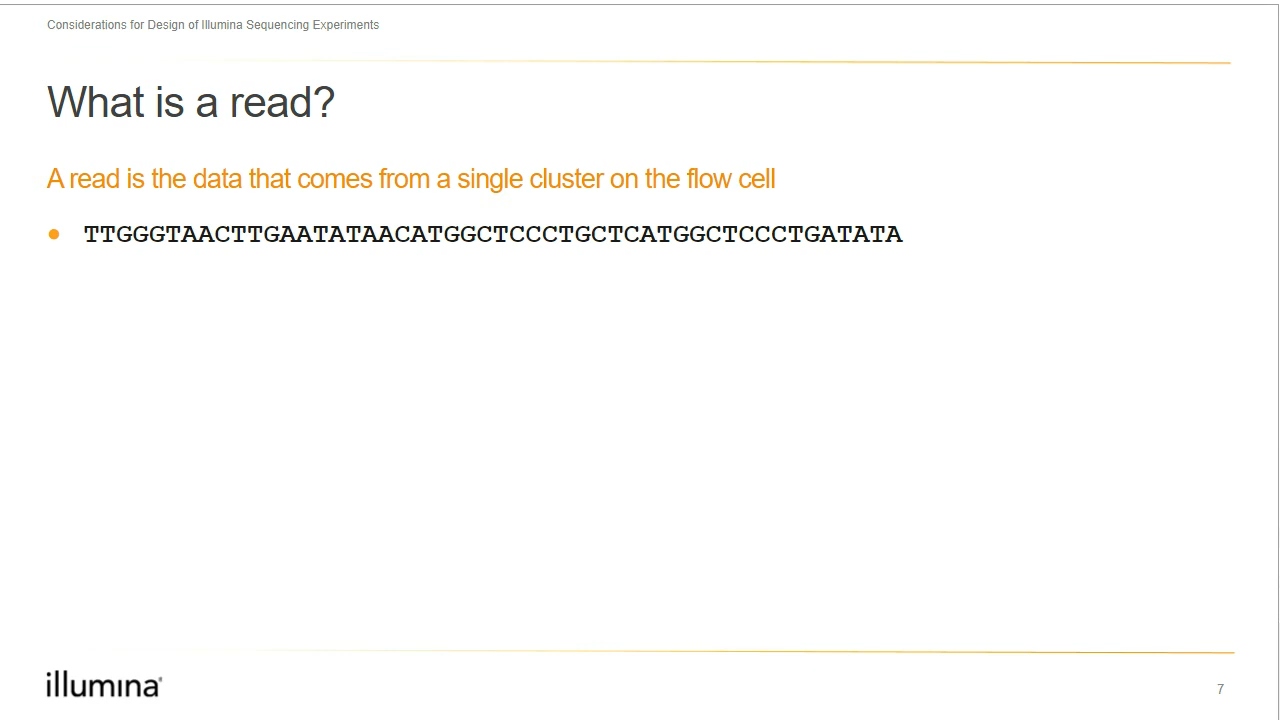 Considerations for Design of Illumina Sequencing Experiments
What is a read?
A read is the data that comes from a single cluster on the flow cell
• TTGGGTAACTTGAATATAACATGGCTCCCTGCTCATGGCTCCCTGATATA
illumina®
7